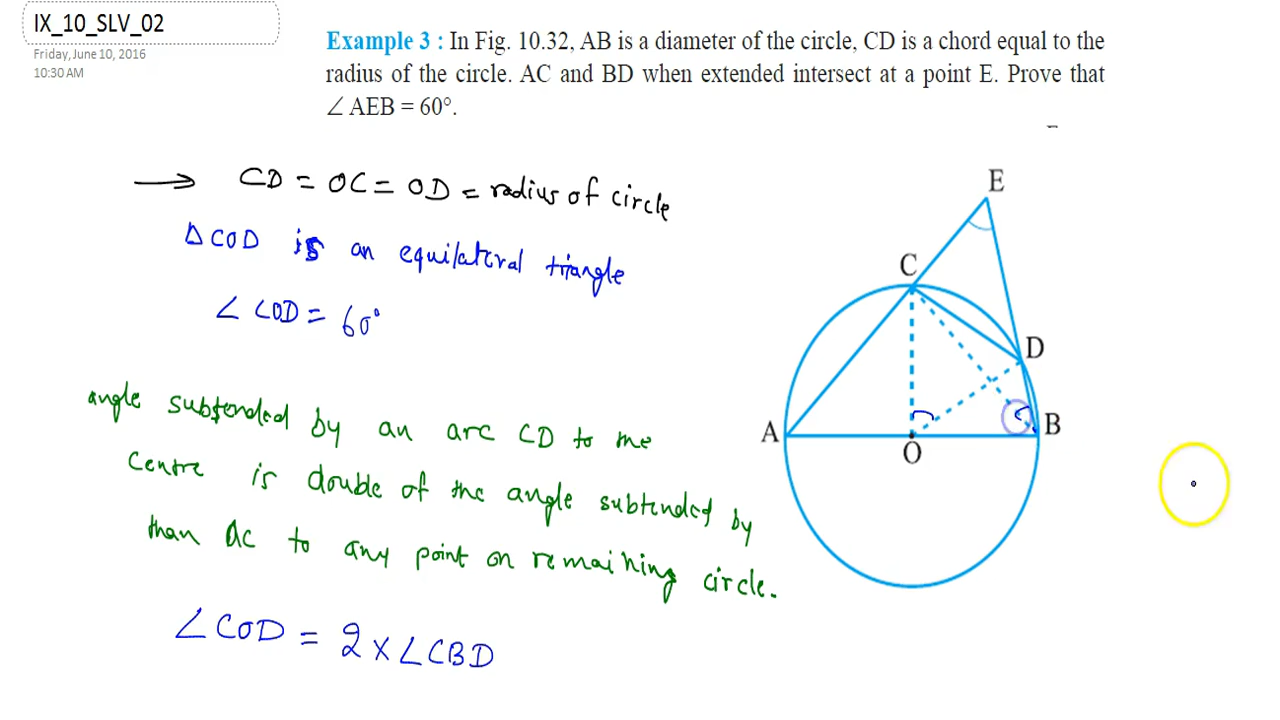 IX_10_SLV_02
Friday, June 10, 2016
10:30 AM
Example 3 : In Fig. 10.32, AB is a diameter of the circle, CD is a chord equal to the
radius of the circle. AC and BD when extended intersect at a point E. Prove that
∠ AEB = 60°.
→ CD = OC = OD = radius of circle
Δ COD is an equilateral triangle
∠ COD = 60°
angle subtended by an arc CD to the
centre is double of the angle subtended by
than ac to any point on remaining circle.
∠COD = 2 × ∠CBD
E
C
D
A
B
O